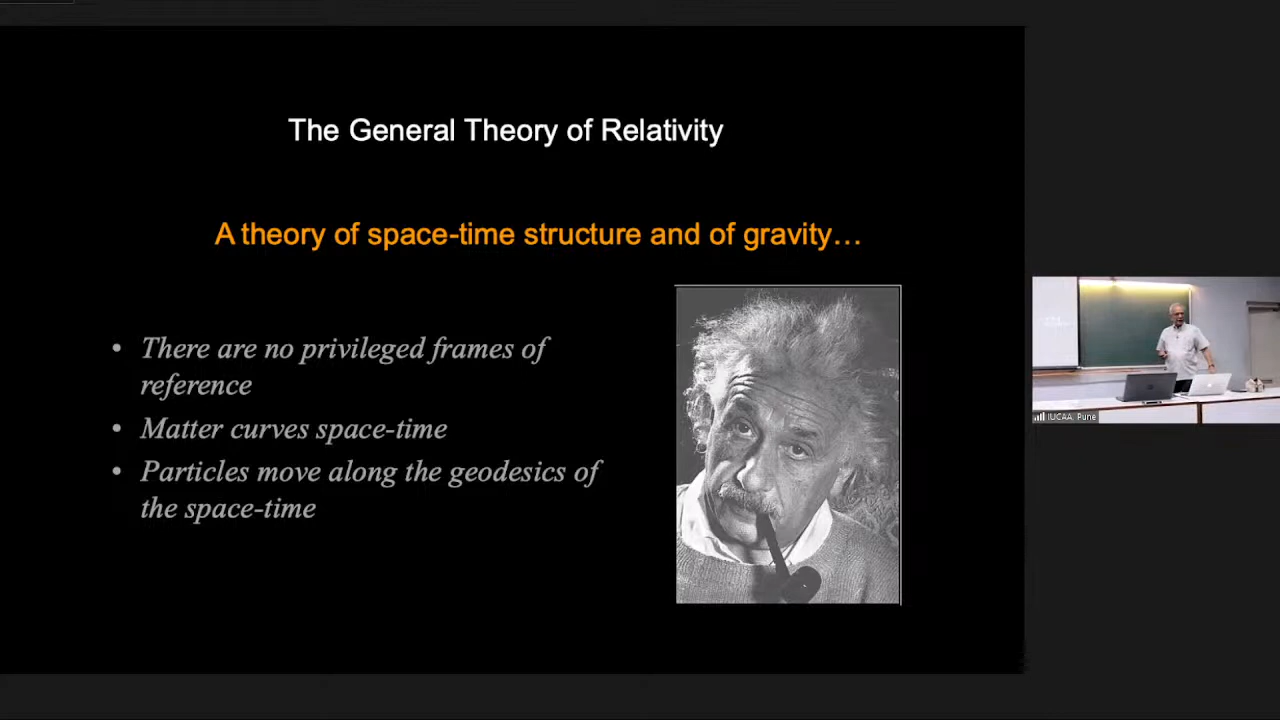 The General Theory of Relativity
A theory of space-time structure and of gravity…
• There are no privileged frames of
reference
• Matter curves space-time
• Particles move along the geodesics of
the space-time
IUCAA, Pune